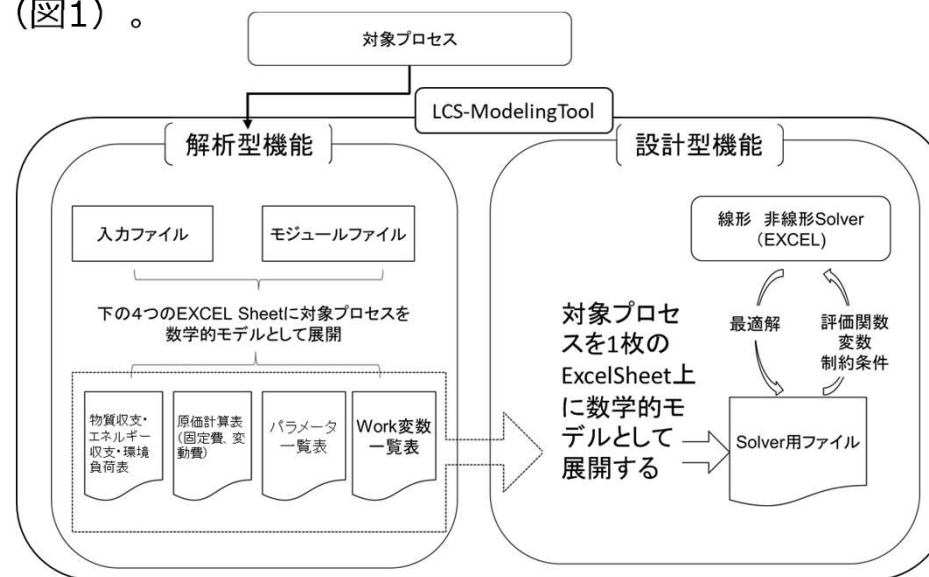 （図1）。
対象プロセス
LCS-ModelingTool
解析型機能
設計型機能
入力ファイル
モジュールファイル
下の4つのEXCEL Sheetに対象プロセスを
数学的モデルとして展開
物質収支・
エネルギー
収支・環境
負荷表
原価計算表
(固定費、変
動費)
パラメータ
一覧表
Work変数
一覧表
対象プロセ
スを1枚の
ExcelSheet上
に数学的モ
デルとして
展開する
線形 非線形Solver
（EXCEL)
最適解
評価関数
変数
制約条件
Solver用ファイル